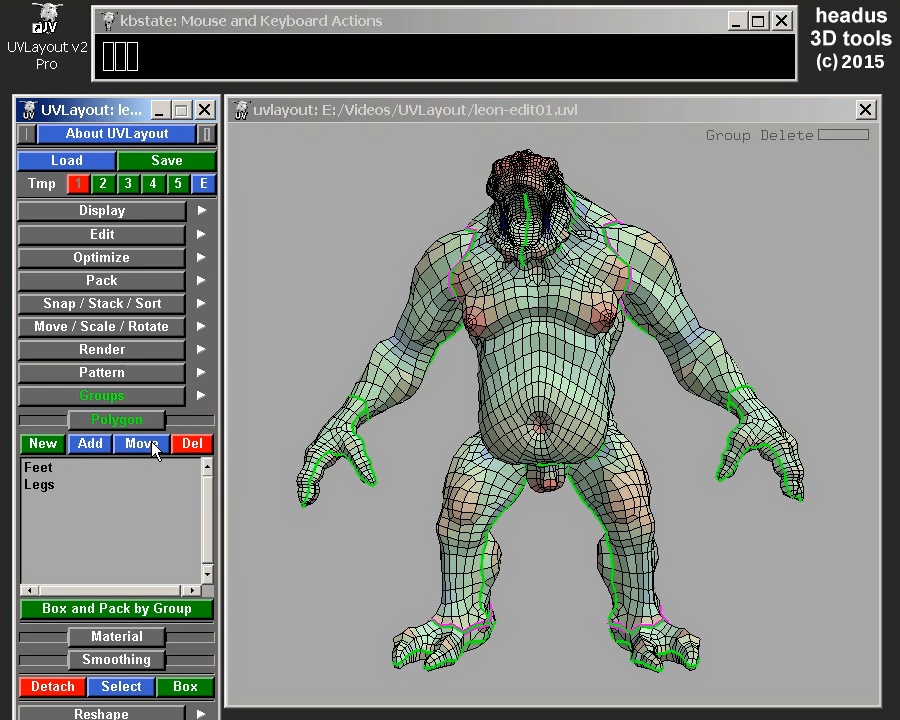 UVLayout v2
Pro
kbstate: Mouse and Keyboard Actions
headus
3D tools
(c) 2015
UVLayout: le...
uvlayout: E:/Videos/UVLayout/leon-edit01.uvl
About UVLayout
Group Delete
Load Save
Tmp 1 2 3 4 5 E
Display
Edit
Optimize
Pack
Snap / Stack / Sort
Move / Scale / Rotate
Render
Pattern
Groups
Polygon
New Add Move Del
Feet
Legs
Box and Pack by Group
Material
Smoothing
Detach Select Box
Reshape